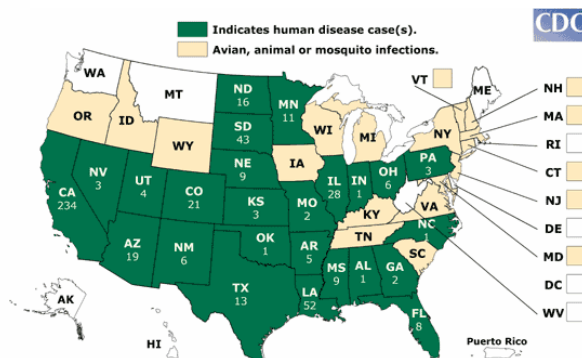 Indicates human disease case(s).
Avian, animal or mosquito infections.
CDC
WA
MT
ND
16
MN
11
VT
ME
NH
OR
ID
SD
43
WI
MI
NY
MA
WY
RI
NE
9
IA
PA
3
CT
NV
3
UT
4
CO
21
IL
28
IN
1
OH
6
NJ
CA
234
KS
3
MO
2
KY
VA
DE
NC
1
MD
AZ
19
NM
6
OK
1
AR
5
TN
SC
DC
TX
13
MS
9
AL
1
GA
2
WV
AK
LA
52
FL
8
HI
Puerto Rico